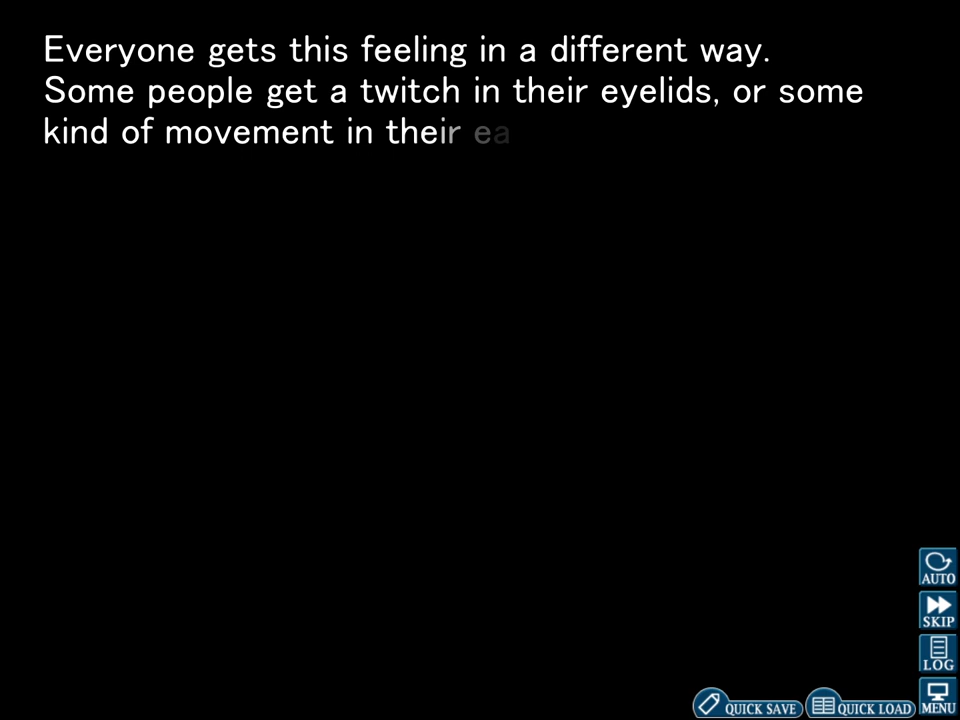 Everyone gets this feeling in a different way.
Some people get a twitch in their eyelids, or some
kind of movement in their ea
AUTO
SKIP
LOG
QUICK SAVE
QUICK LOAD
MENU